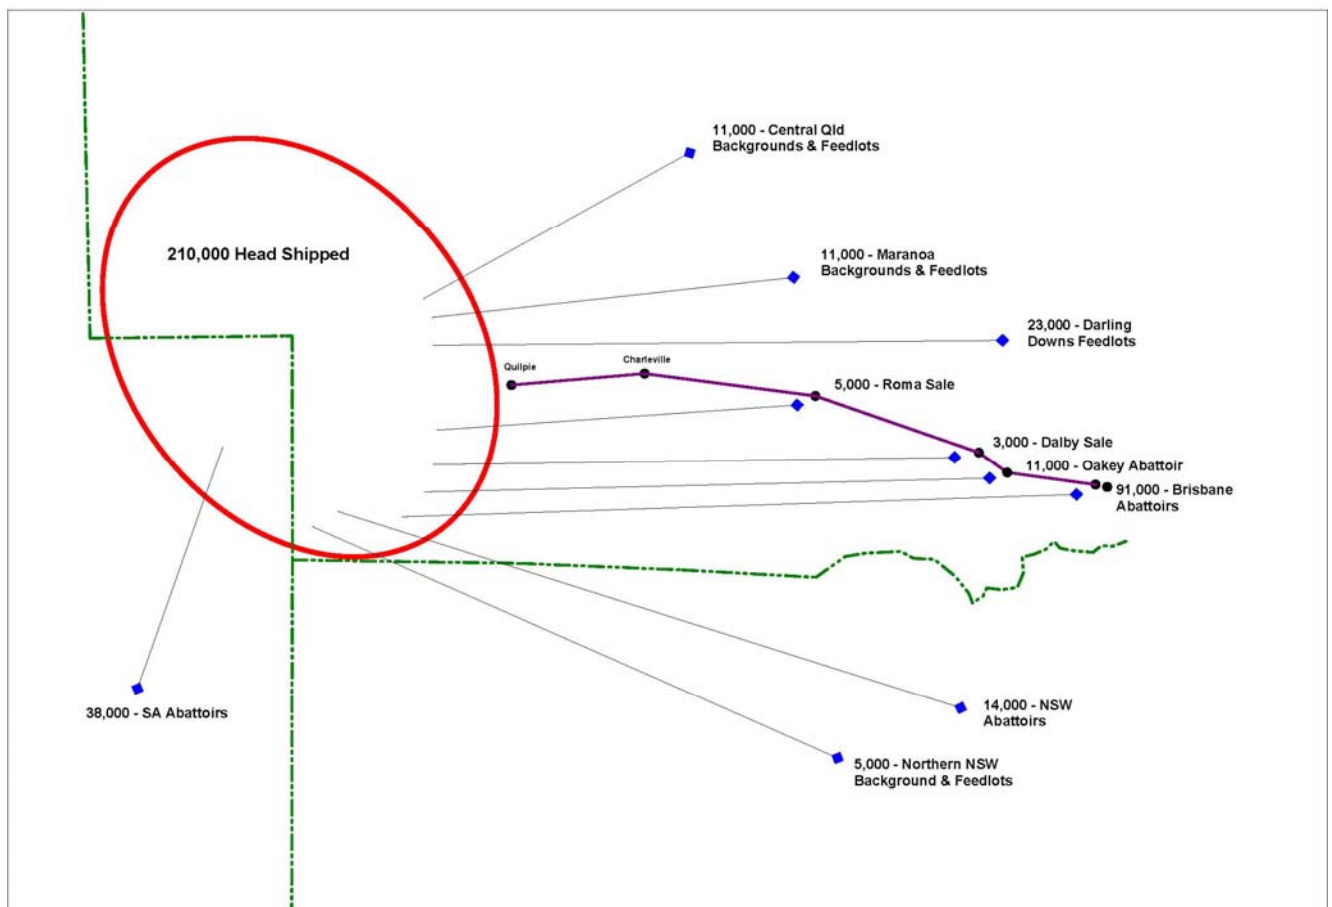 11,000 - Central Qld
Backgrounds & Feedlots
210,000 Head Shipped
11,000 - Maranoa
Backgrounds & Feedlots
23,000 - Darling
Downs Feedlots
Quilpie
Charleville
5,000 - Roma Sale
3,000 - Dalby Sale
11,000 - Oakey Abattoir
91,000 - Brisbane
Abattoirs
38,000 - SA Abattoirs
14,000 - NSW
Abattoirs
5,000 - Northern NSW
Background & Feedlots